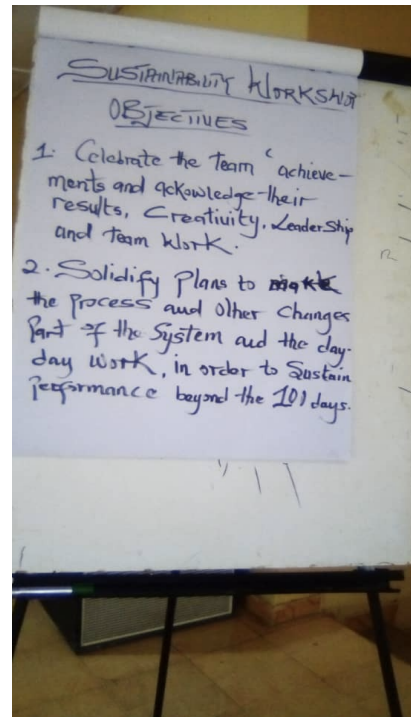 SUSTAINABILITY WORKSHOP
OBJECTIVES
1. Celebrate the Team ' achieve-
ments and acknowledge their
results, Creativity, Leadership
and Team Work.
2. Solidify Plans to make
the Process and Other Changes
Part of the System and the day-
day work, in order to Sustain
Performance beyond the 101 days.